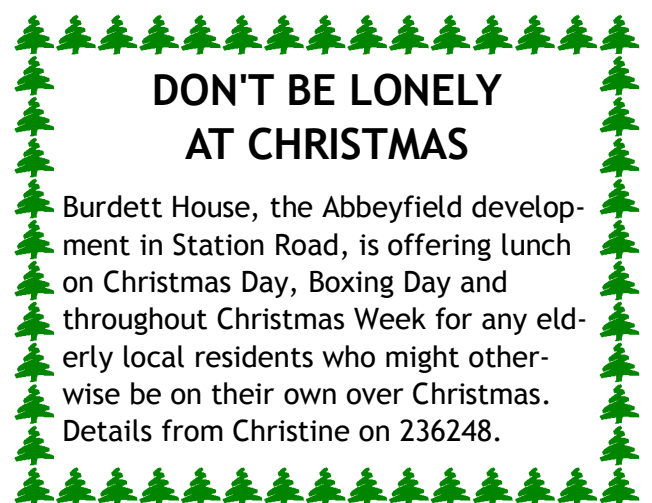 DON'T BE LONELY
AT CHRISTMAS
Burdett House, the Abbeyfield develop-
ment in Station Road, is offering lunch
on Christmas Day, Boxing Day and
throughout Christmas Week for any eld-
erly local residents who might other-
wise be on their own over Christmas.
Details from Christine on 236248.